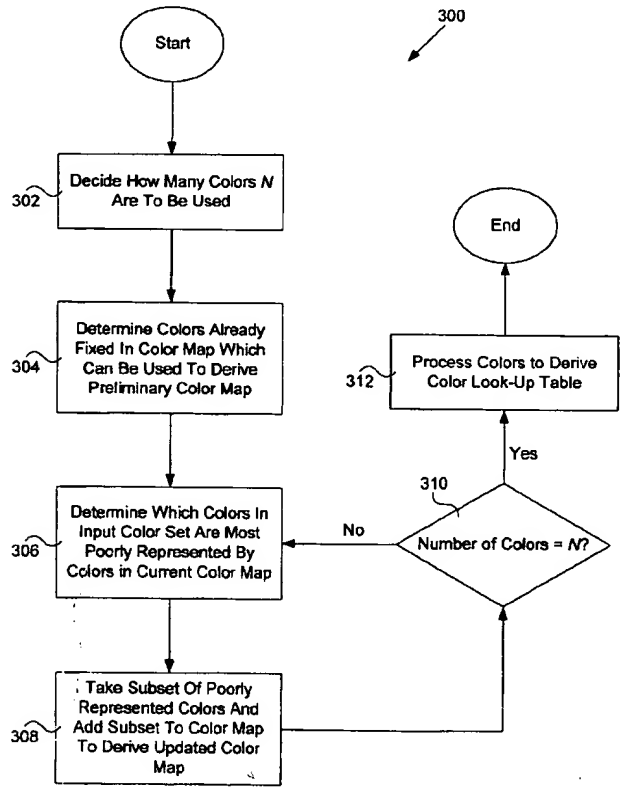 300
Start
302
Decide How Many Colors N
Are To Be Used
304
Determine Colors Already
Fixed In Color Map Which
Can Be Used To Derive
Preliminary Color Map
306
Determine Which Colors In
Input Color Set Are Most
Poorly Represented By
Colors in Current Color Map
308
Take Subset Of Poorly
Represented Colors And
Add Subset To Color Map
To Derive Updated Color
Map
310
Number of Colors = N?
No
Yes
312
Process Colors to Derive
Color Look-Up Table
End